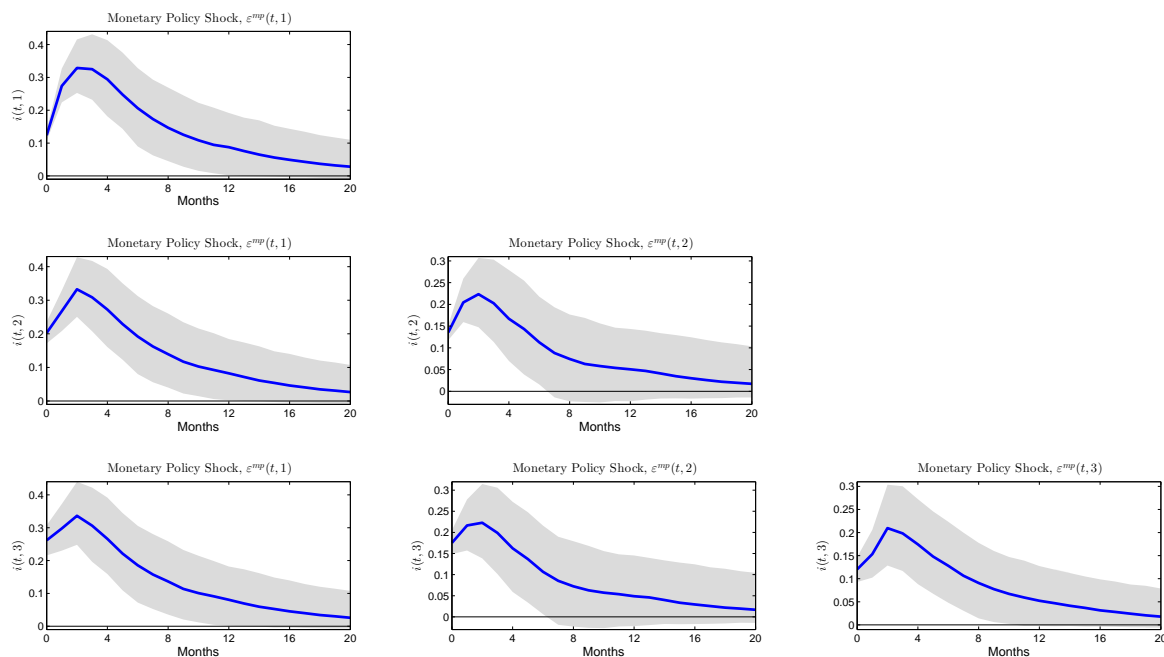 Monetary Policy Shock, ε^{mp}(t, 1)
i(t, 1)
0.4
0.3
0.2
0.1
0
0 4 8 12 16 20
Months
Monetary Policy Shock, ε^{mp}(t, 1)
i(t, 2)
0.4
0.3
0.2
0.1
0
0 4 8 12 16 20
Months
Monetary Policy Shock, ε^{mp}(t, 2)
i(t, 2)
0.3
0.25
0.2
0.15
0.1
0.05
0
0 4 8 12 16 20
Months
Monetary Policy Shock, ε^{mp}(t, 1)
i(t, 3)
0.4
0.3
0.2
0.1
0
0 4 8 12 16 20
Months
Monetary Policy Shock, ε^{mp}(t, 2)
i(t, 3)
0.3
0.25
0.2
0.15
0.1
0.05
0
0 4 8 12 16 20
Months
Monetary Policy Shock, ε^{mp}(t, 3)
i(t, 3)
0.3
0.25
0.2
0.15
0.1
0.05
0
0 4 8 12 16 20
Months